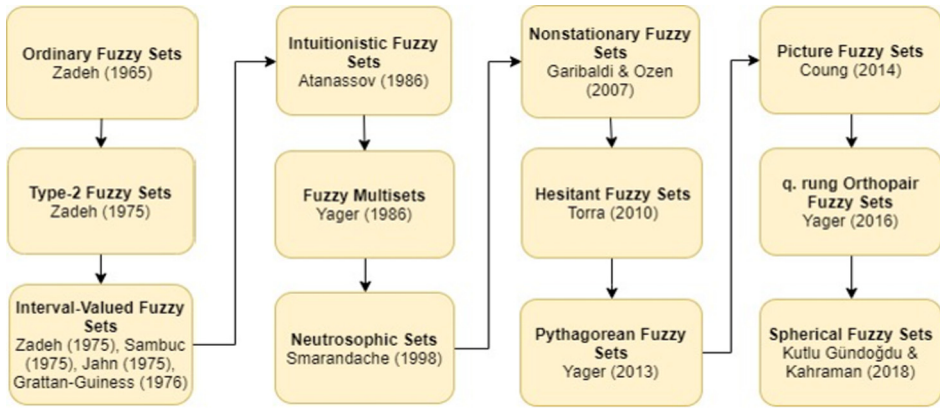 Ordinary Fuzzy Sets
Zadeh (1965)
Type-2 Fuzzy Sets
Zadeh (1975)
Interval-Valued Fuzzy
Sets
Zadeh (1975), Sambuc
(1975), Jahn (1975),
Grattan-Guiness (1976)
Intuitionistic Fuzzy
Sets
Atanassov (1986)
Fuzzy Multisets
Yager (1986)
Neutrosophic Sets
Smarandache (1998)
Nonstationary Fuzzy
Sets
Garibaldi & Ozen
(2007)
Hesitant Fuzzy Sets
Torra (2010)
Pythagorean Fuzzy
Sets
Yager (2013)
Picture Fuzzy Sets
Coung (2014)
q. rung Orthopair
Fuzzy Sets
Yager (2016)
Spherical Fuzzy Sets
Kutlu Gündoğdu &
Kahraman
(2018)